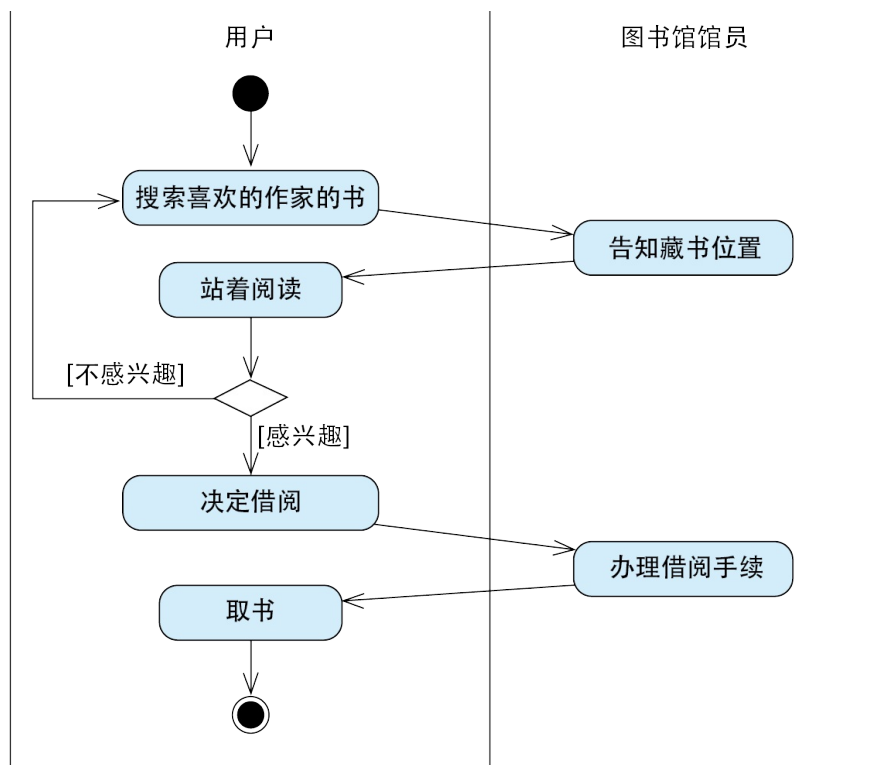 用户
图书馆馆员
搜索喜欢的作家的书
告知藏书位置
站着阅读
[不感兴趣]
[感兴趣]
决定借阅
办理借阅手续
取书